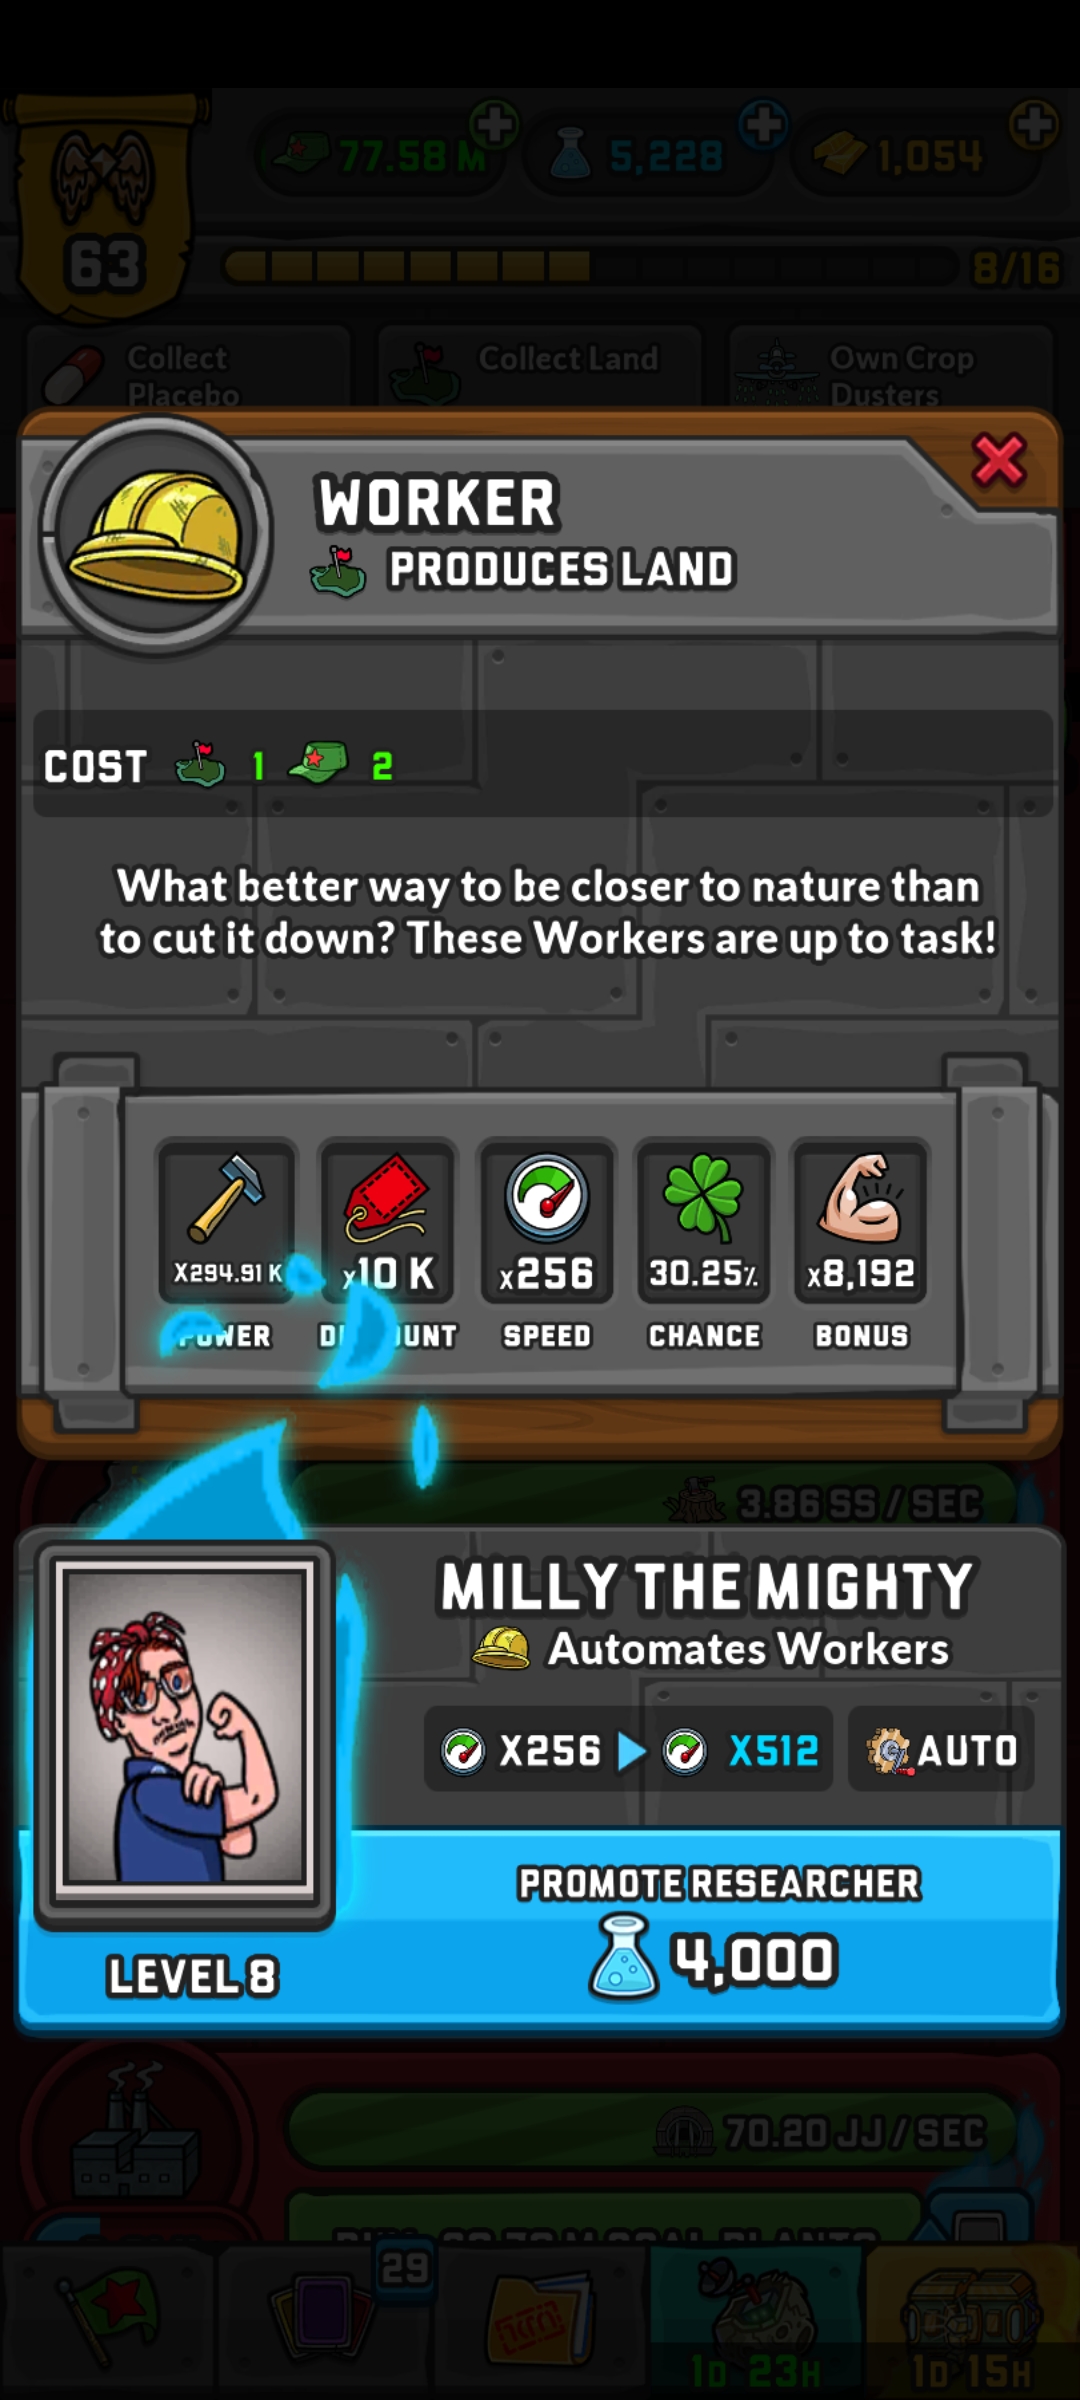 77.58 M
5,228
1,054
63
8/16
Collect
Placebo
Collect Land
Own Crop
Dusters
WORKER
PRODUCES LAND
COST 1 2
What better way to be closer to nature than
to cut it down? These Workers are up to task!
X294.91 K
x10 K
x256
30.25%
x8,192
POWER
DISCOUNT
SPEED
CHANCE
BONUS
3.86 SS / SEC
MILLY THE MIGHTY
Automates Workers
X256 X512 AUTO
PROMOTE RESEARCHER
4,000
LEVEL 8
70.20 JJ / SEC
COAL PLANTS
29
1D 23H
1D 15H